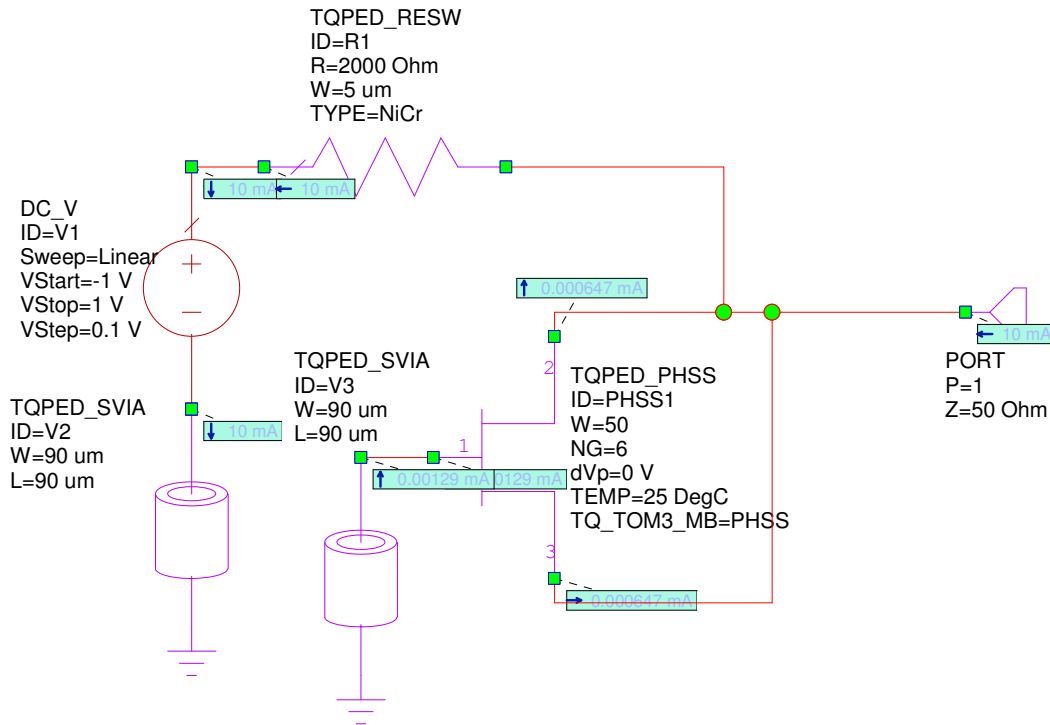 TQPED_RESW
ID=R1
R=2000 Ohm
W=5 um
TYPE=NiCr
10 mA
10 mA
DC_V
ID=V1
Sweep=Linear
VStart=-1 V
VStop=1 V
VStep=0.1 V
0.000647 mA
10 mA
PORT
P=1
Z=50 Ohm
TQPED_SVIA
ID=V3
W=90 um
L=90 um
2
TQPED_PHSS
ID=PHSS1
W=50
NG=6
dVp=0 V
TEMP=25 DegC
TQ_TOM3_MB=PHSS
TQPED_SVIA
ID=V2
W=90 um
L=90 um
10 mA
1
0.00129 mA
0129 mA
3
0.000647 mA